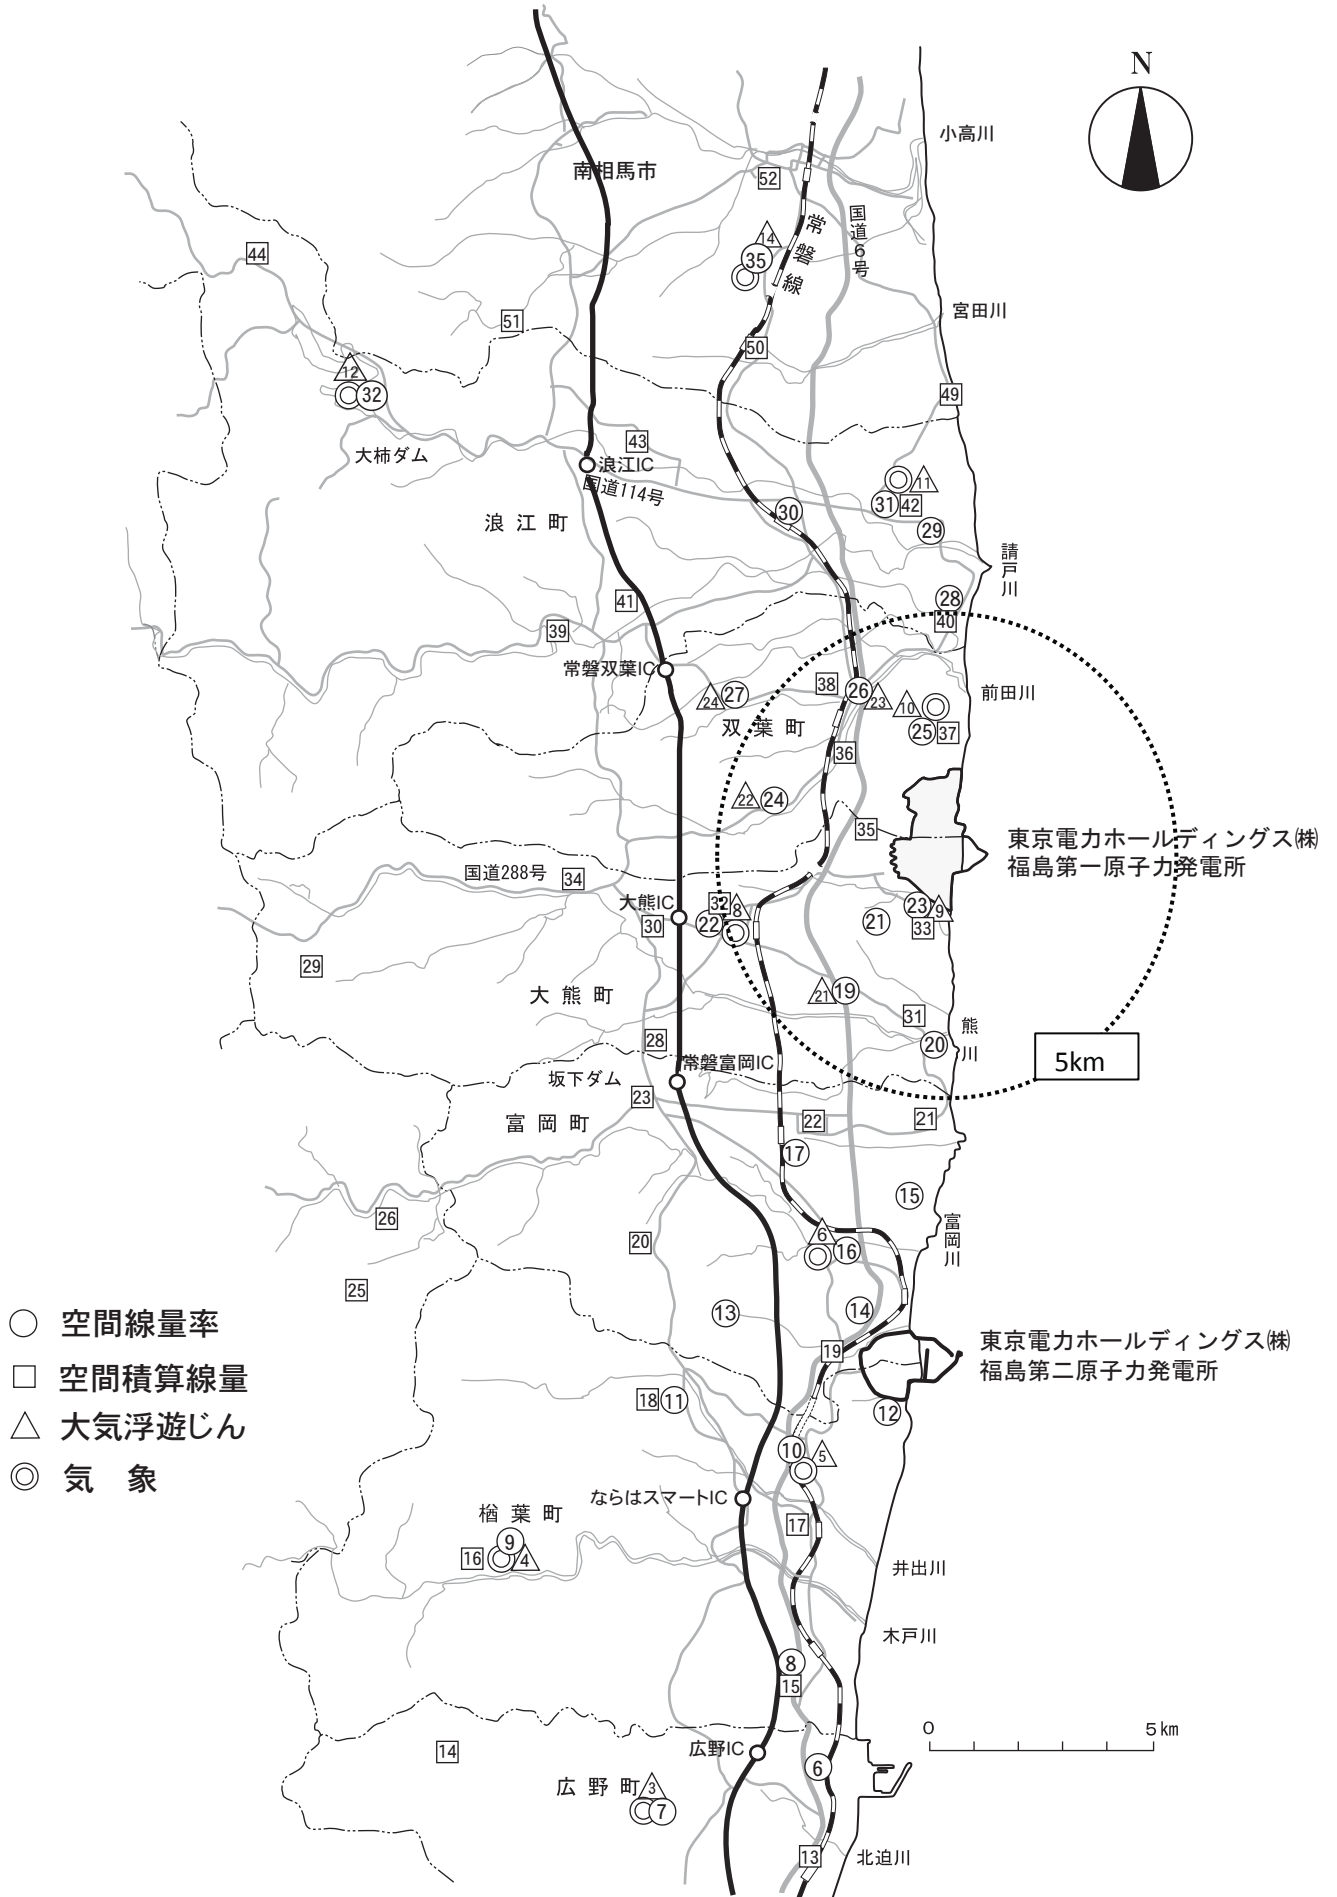 N
小高川
南相馬市
52
国道6号
14
常磐線
35
44
宮田川
51
50
12
32
49
43
大柿ダム
浪江IC
国道114号
11
31
42
30
浪江町
29
請戸川
28
41
40
39
常磐双葉IC
38
26
前田川
24
27
23
10
双葉町
25
37
36
22
24
35
東京電力ホールディングス㈱
福島第一原子力発電所
国道288号
34
大熊IC
32
8
23
9
30
22
21
33
29
21
19
大熊町
31
熊川
28
20
常磐富岡IC
5km
坂下ダム
23
富岡町
22
21
17
15
26
富岡川
6
20
16
25
13
14
○ 空間線量率
東京電力ホールディングス㈱
福島第二原子力発電所
19
□ 空間積算線量
18
11
12
△ 大気浮遊じん
10
5
◎ 気象
ならはスマートIC
楢葉町
17
9
16
4
井出川
木戸川
8
15
0
5km
14
広野IC
6
広野町
3
7
13
北迫川